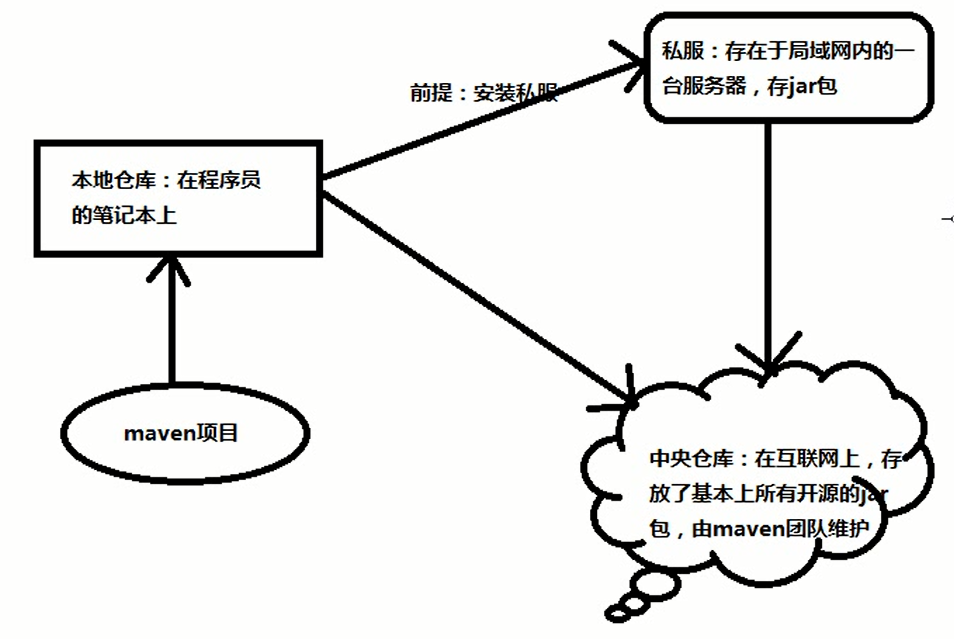 私服：存在于局域网内的一
台服务器，存jar包
前提：安装私服
本地仓库：在程序员
的笔记本上
maven项目
中央仓库：在互联网上，存
放了基本上所有开源的jar
包，由maven团队维护